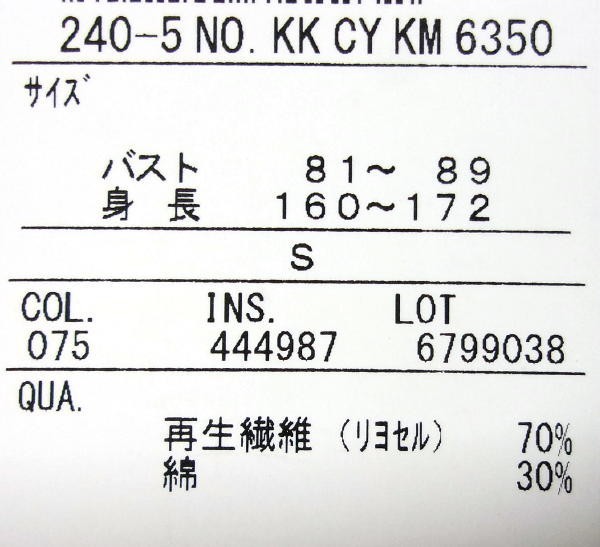 240-5 NO. KK CY KM 6350
サイズ
バスト 81～ 89
身 長 160～172
S
COL. INS. LOT
075 444987 6799038
QUA.
再生繊維 (リヨセル) 70%
綿 30%